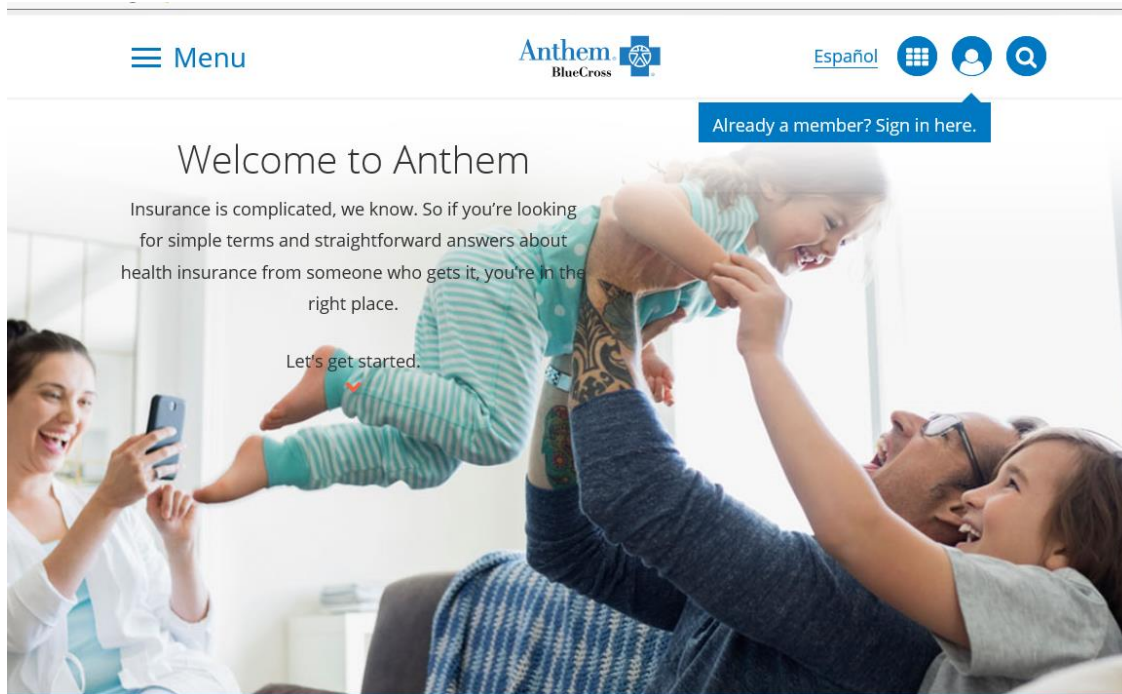 Menu
Anthem
BlueCross
Español
Already a member? Sign in here.
Welcome to Anthem
Insurance is complicated, we know. So if you’re looking
for simple terms and straightforward answers about
health insurance from someone who gets it, you’re in the
right place.
Let's get started.